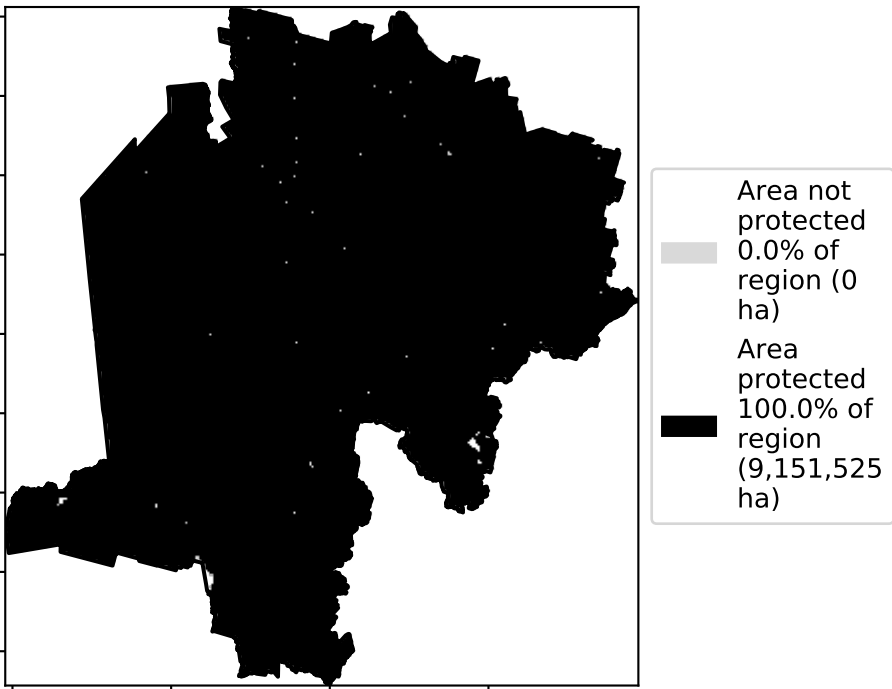 Area not
protected
0.0% of
region (0
ha)
Area
protected
100.0% of
region
(9,151,525
ha)